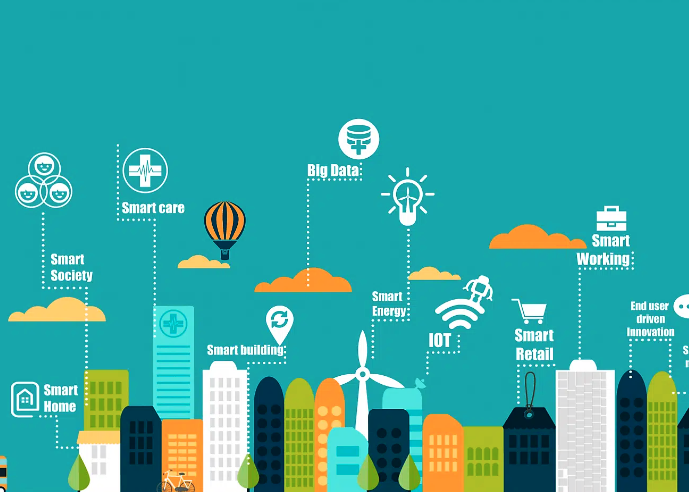 Big Data
Smart care
Smart
Society
Smart
Working
Smart
Energy
End user
driven
Innovation
IOT
Smart
Retail
Smart building
Smart
Home